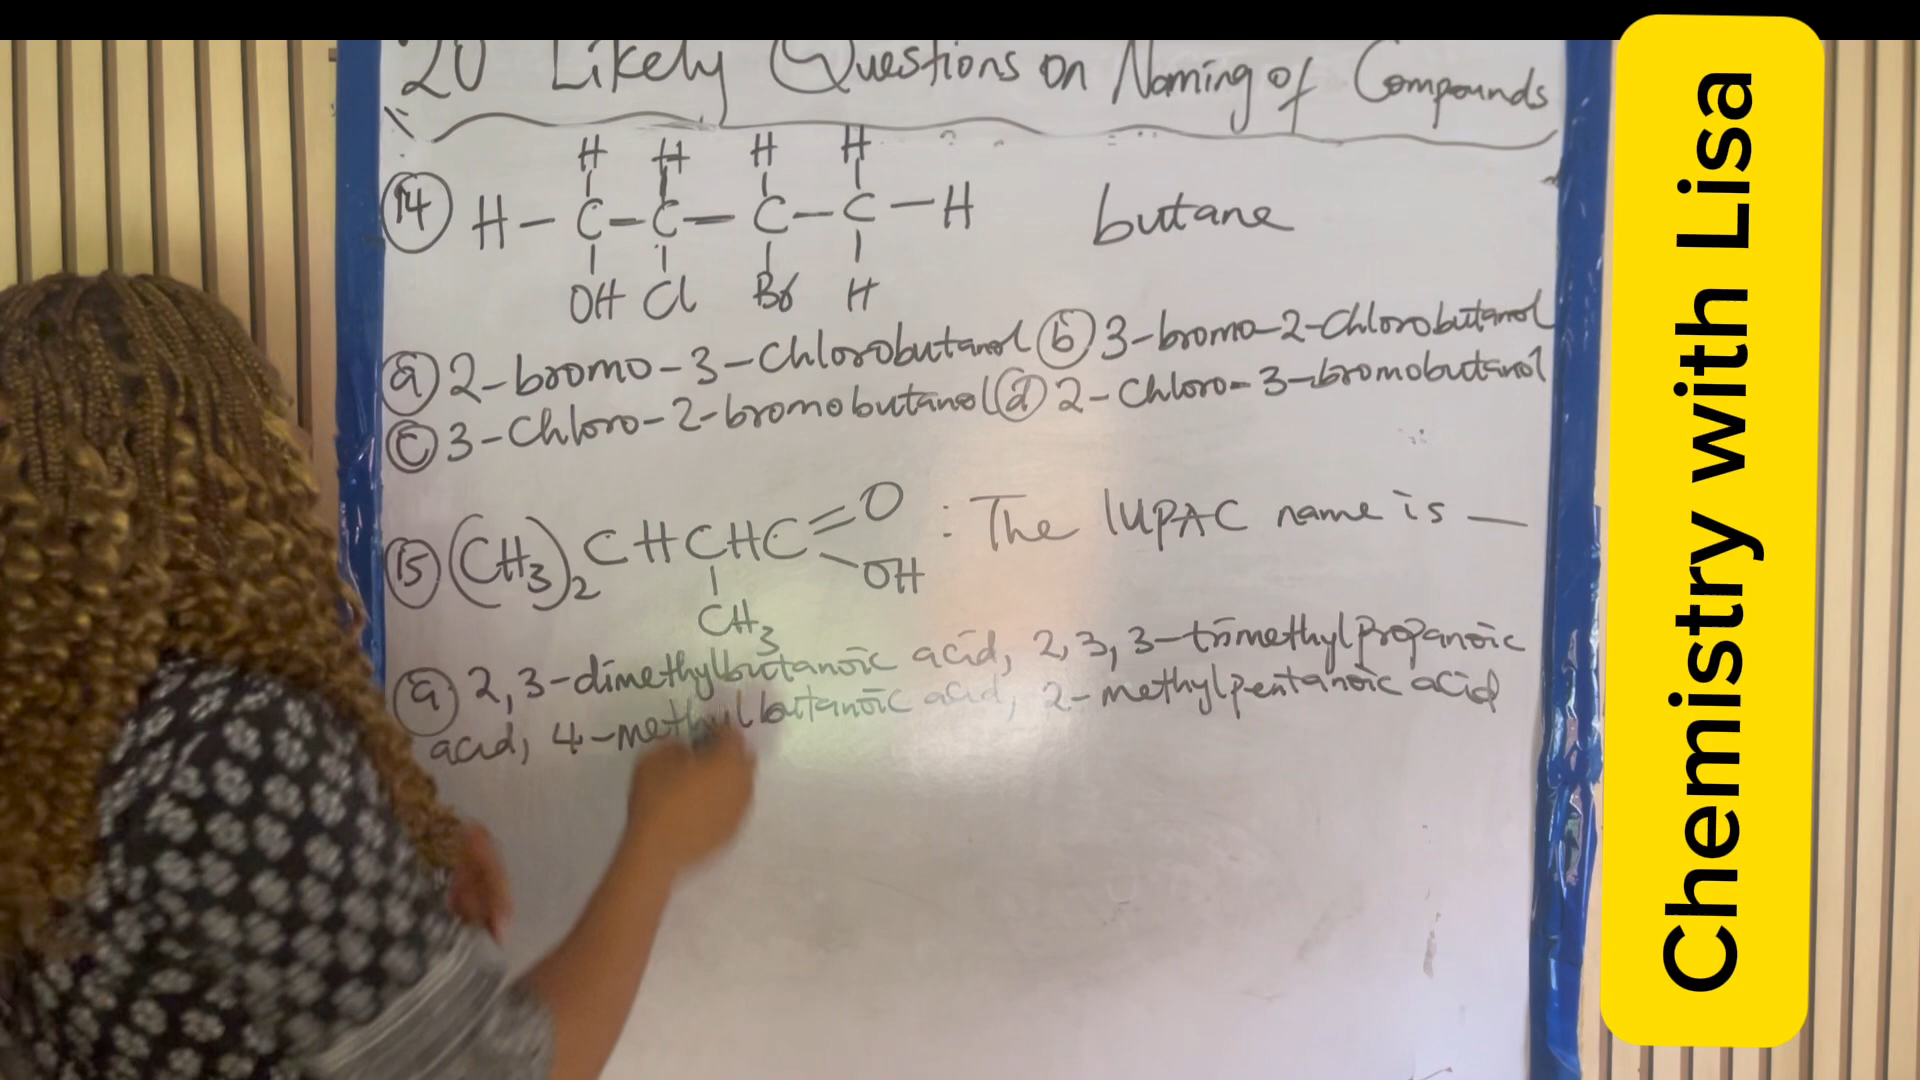 20 Likely Questions on Naming of Compounds
H H H H
14 H-C-C-C-C-H butane
OH Cl Br H
a 2-bromo-3-Chlorobutanol b 3-bromo-2-Chlorobutanol
c 3-Chloro-2-bromobutanol d 2-Chloro-3-bromobutanol
15 (CH3)2CHCHC=O : The IUPAC name is —
OH
CH3
a 2,3-dimethylbutanoic acid, 2,3,3-trimethylpropanoic
acid, 4-methylbutanoic acid, 2-methylpentanoic acid
Chemistry with Lisa